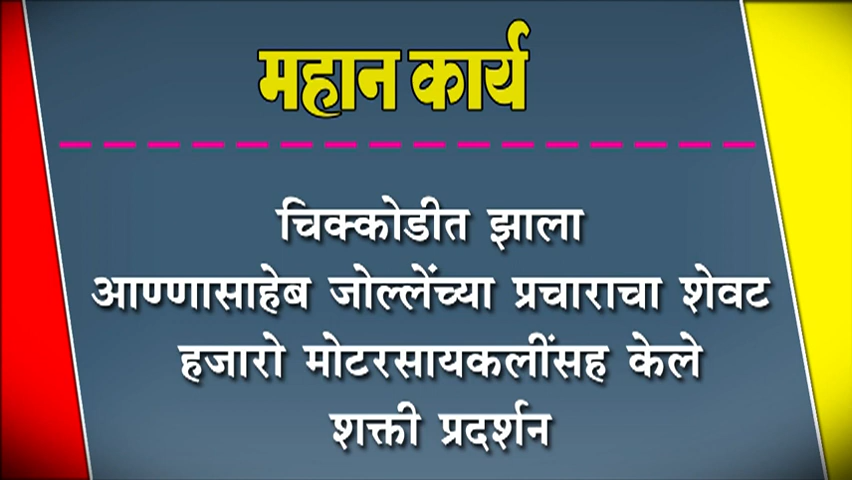 महान कार्य
चिक्कोडीत झाला
आण्णासाहेब जोल्लेंच्या प्रचाराचा शेवट
हजारो मोटरसायकलींसह केले
शक्ती प्रदर्शन